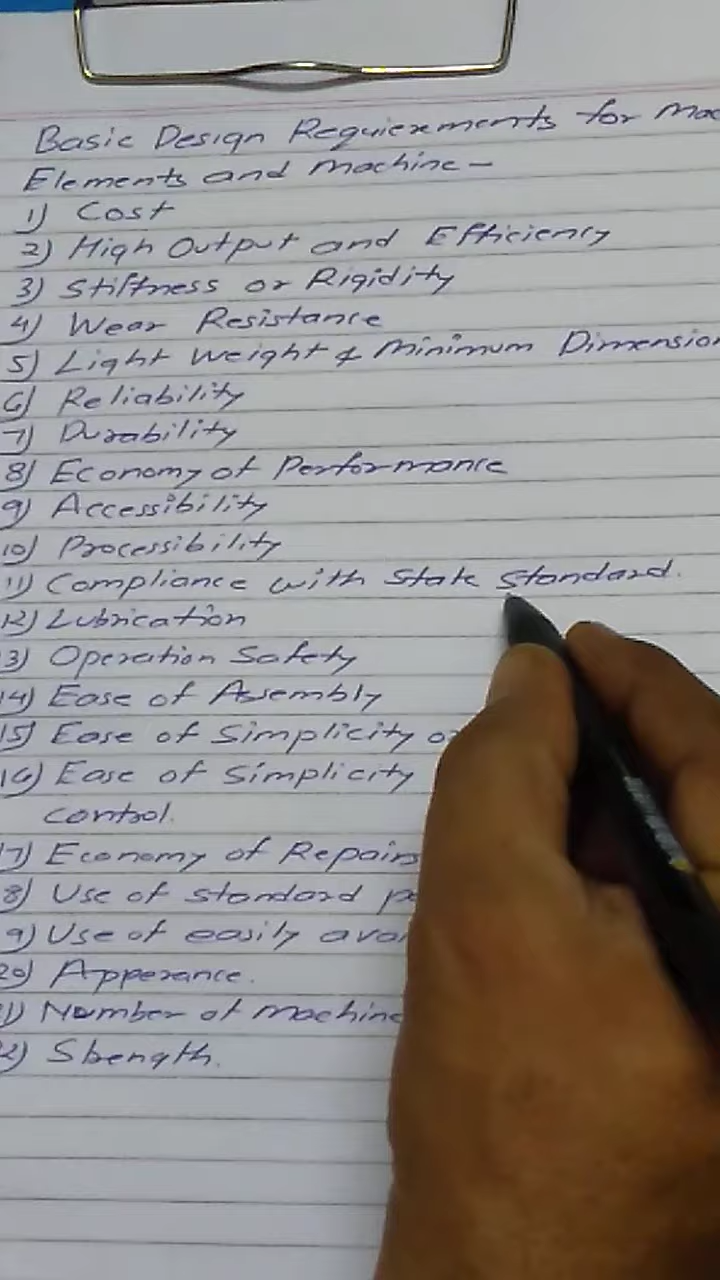 Basic Design Requierments for Mac
Elements and Machine -
1) Cost
2) High Output and Efficiency
3) Stiffness or Rigidity
4) Wear Resistance
5) Light Weight & Minimum Dimension
6) Reliability
7) Durability
8) Economy of Performance
9) Accessibility
10) Processibility
11) Compliance with State Standard.
12) Lubrication
13) Operation Safety
14) Ease of Assembly
15) Ease of Simplicity
16) Ease of Simplicity
control.
17) Economy of Repairs
18) Use of standard
19) Use of easily
20) Apperance.
21) Number of Machine
22) Strength.